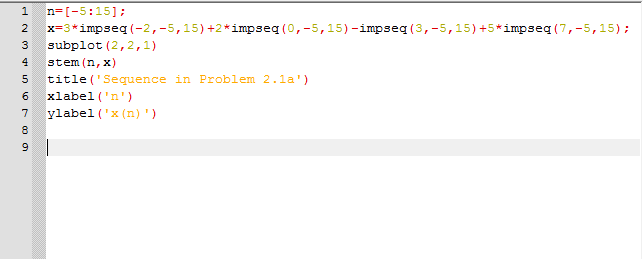 1 n=[-5:15];
2 x=3*impseq(-2,-5,15)+2*impseq(0,-5,15)-impseq(3,-5,15)+5*impseq(7,-5,15);
3 subplot(2,2,1)
4 stem(n,x)
5 title('Sequence in Problem 2.1a')
6 xlabel('n')
7 ylabel('x(n)')
8
9